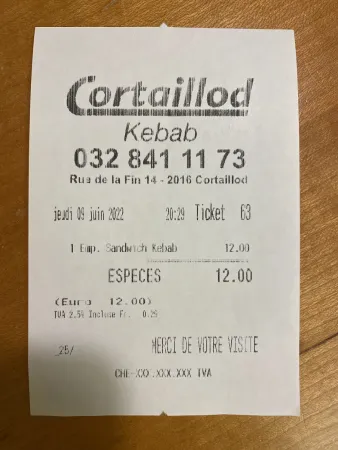 Cortaillod
Kebab
032 841 11 73
Rue de la Fin 14 - 2016 Cortaillod
jeudi 09 juin 2022 20:29 Ticket 63
1 Emp. Sandwich Kebab 12.00
ESPECES 12.00
(Euro 12.00)
TVA 2.5% Incluse Fr. 0.29
25/ MERCI DE VOTRE VISITE
CHE-XXX.XXX.XXX TVA